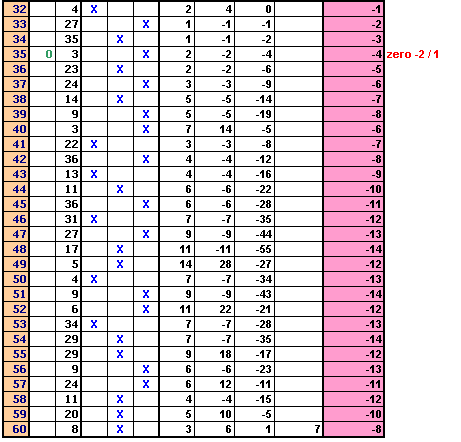 32 4 X 2 4 0 -1
33 27 X 1 -1 -1 -2
34 35 X 1 -1 -2 -3
35 0 3 X 2 -2 -4 -4 zero -2 / 1
36 23 X 2 -2 -6 -5
37 24 X 3 -3 -9 -6
38 14 X 5 -5 -14 -7
39 9 X 5 -5 -19 -8
40 3 X 7 14 -5 -6
41 22 X 3 -3 -8 -7
42 36 X 4 -4 -12 -8
43 13 X 4 -4 -16 -9
44 11 X 6 -6 -22 -10
45 36 X 6 -6 -28 -11
46 31 X 7 -7 -35 -12
47 27 X 9 -9 -44 -13
48 17 X 11 -11 -55 -14
49 5 X 14 28 -27 -12
50 4 X 7 -7 -34 -13
51 9 X 9 -9 -43 -14
52 6 X 11 22 -21 -12
53 34 X 7 -7 -28 -13
54 29 X 7 -7 -35 -14
55 29 X 9 18 -17 -12
56 9 X 6 -6 -23 -13
57 24 X 6 12 -11 -11
58 11 X 4 -4 -15 -12
59 20 X 5 10 -5 -10
60 8 X 3 6 1 7 -8